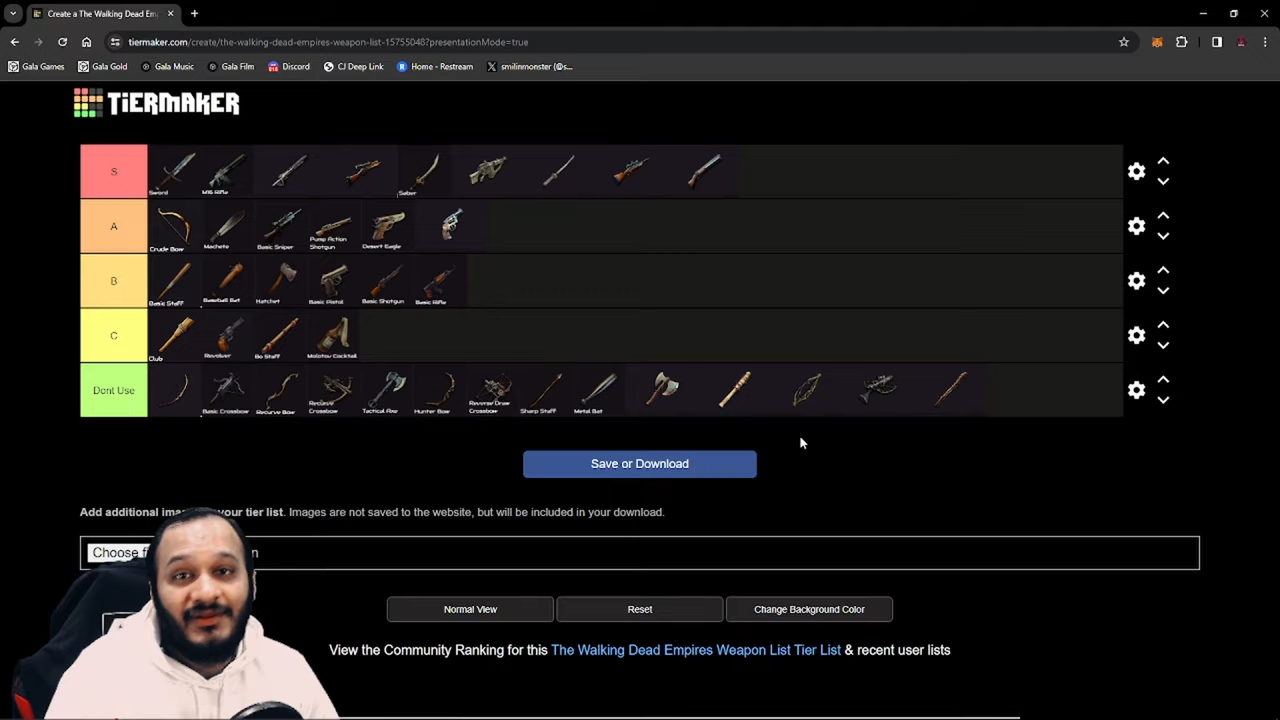 Create a The Walking Dead Em
tiermaker.com/create/the-walking-dead-empires-weapon-list-15755048?presentationMode=true
Gala Games Gala Gold Gala Music Gala Film Discord CJ Deep Link Home - Restream smilinmonster (@s...
TiERMAKER
S
Sword M16 Rifle Saber
A
Crude Bow Machete Basic Sniper Pump Action Shotgun Desert Eagle
B
Basic Staff Baseball Bat Hatchet Basic Pistol Basic Shotgun Basic Rifle
C
Club Revolver Bo Staff Molotov Cocktail
Dont Use
Basic Crossbow Recurve Bow Recurve Crossbow Tactical Axe Hunter Bow Reverse Draw Crossbow Sharp Staff Metal Bat
Save or Download
Add additional your tier list. Images are not saved to the website, but will be included in your download.
Choose
Normal View Reset Change Background Color
View the Community Ranking for this The Walking Dead Empires Weapon List Tier List & recent user lists